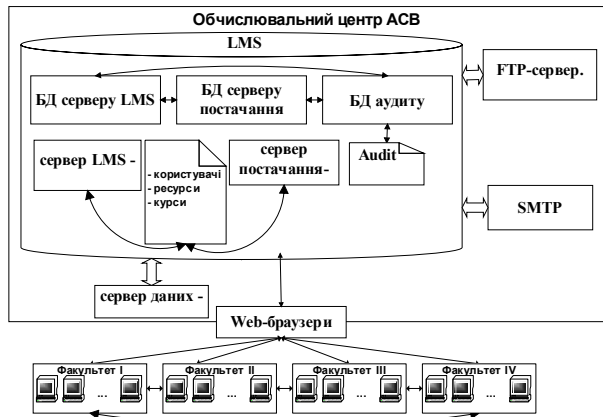 Обчислювальний центр АСВ
LMS
БД серверу LMS
БД серверу
постачання
БД аудиту
FTP-сервер.
сервер LMS -
- користувачі
- ресурси
- курси
сервер
постачання-
Audit
SMTP
сервер даних -
Web-браузери
Факультет I
...
Факультет II
...
Факультет III
...
Факультет IV
...